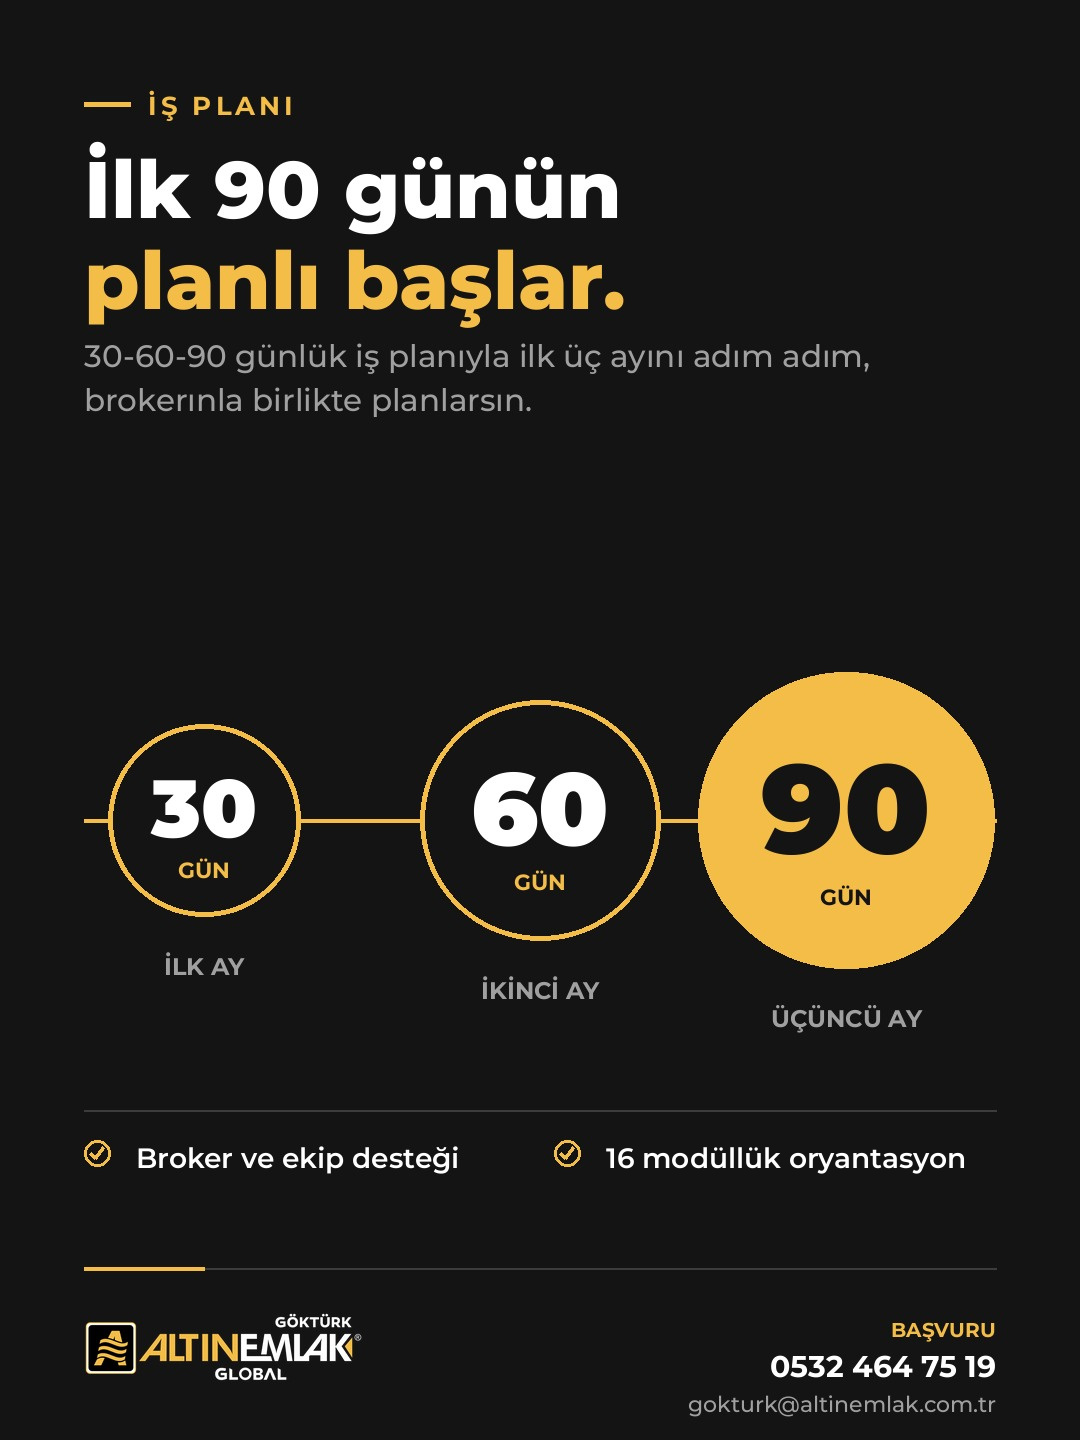 İŞ PLANI
İlk 90 günün
planlı başlar.
30-60-90 günlük iş planıyla ilk üç ayını adım adım,
brokerınla birlikte planlarsın.
30
GÜN
İLK AY
60
GÜN
İKİNCİ AY
90
GÜN
ÜÇÜNCÜ AY
Broker ve ekip desteği
16 modüllük oryantasyon
GÖKTÜRK
ALTINEMLAK®
GLOBAL
BAŞVURU
0532 464 75 19
gokturk@altinemlak.com.tr